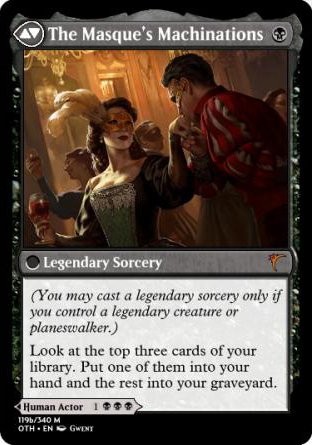 The Masque's Machinations
Legendary Sorcery
(You may cast a legendary sorcery only if
you control a legendary creature or
planeswalker.)
Look at the top three cards of your
library. Put one of them into your
hand and the rest into your graveyard.
Human Actor 1
119b/340 M
OTH • EN Gwent